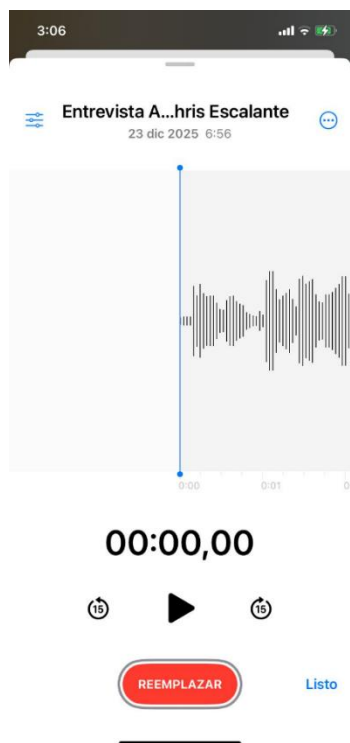 3:06
Entrevista A...hris Escalante
23 dic 2025 6:56
0:00 0:01 0
00:00,00
15 15
REEMPLAZAR
Listo